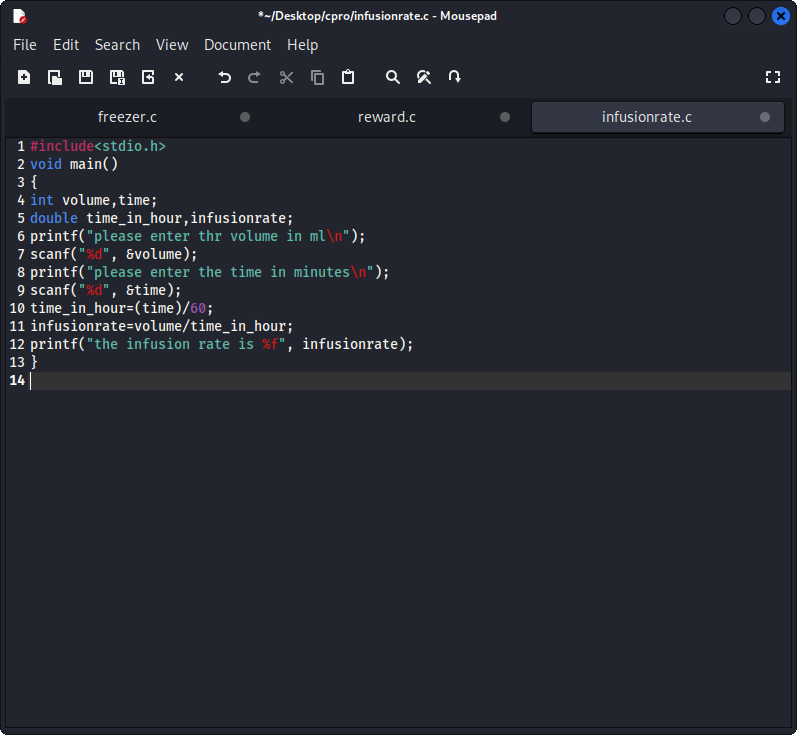 *~/Desktop/cpro/infusionrate.c - Mousepad
File Edit Search View Document Help
freezer.c reward.c infusionrate.c
1 #include<stdio.h>
2 void main()
3 {
4 int volume,time;
5 double time_in_hour,infusionrate;
6 printf("please enter thr volume in ml\n");
7 scanf("%d", &volume);
8 printf("please enter the time in minutes\n");
9 scanf("%d", &time);
10 time_in_hour=(time)/60;
11 infusionrate=volume/time_in_hour;
12 printf("the infusion rate is %f", infusionrate);
13 }
14